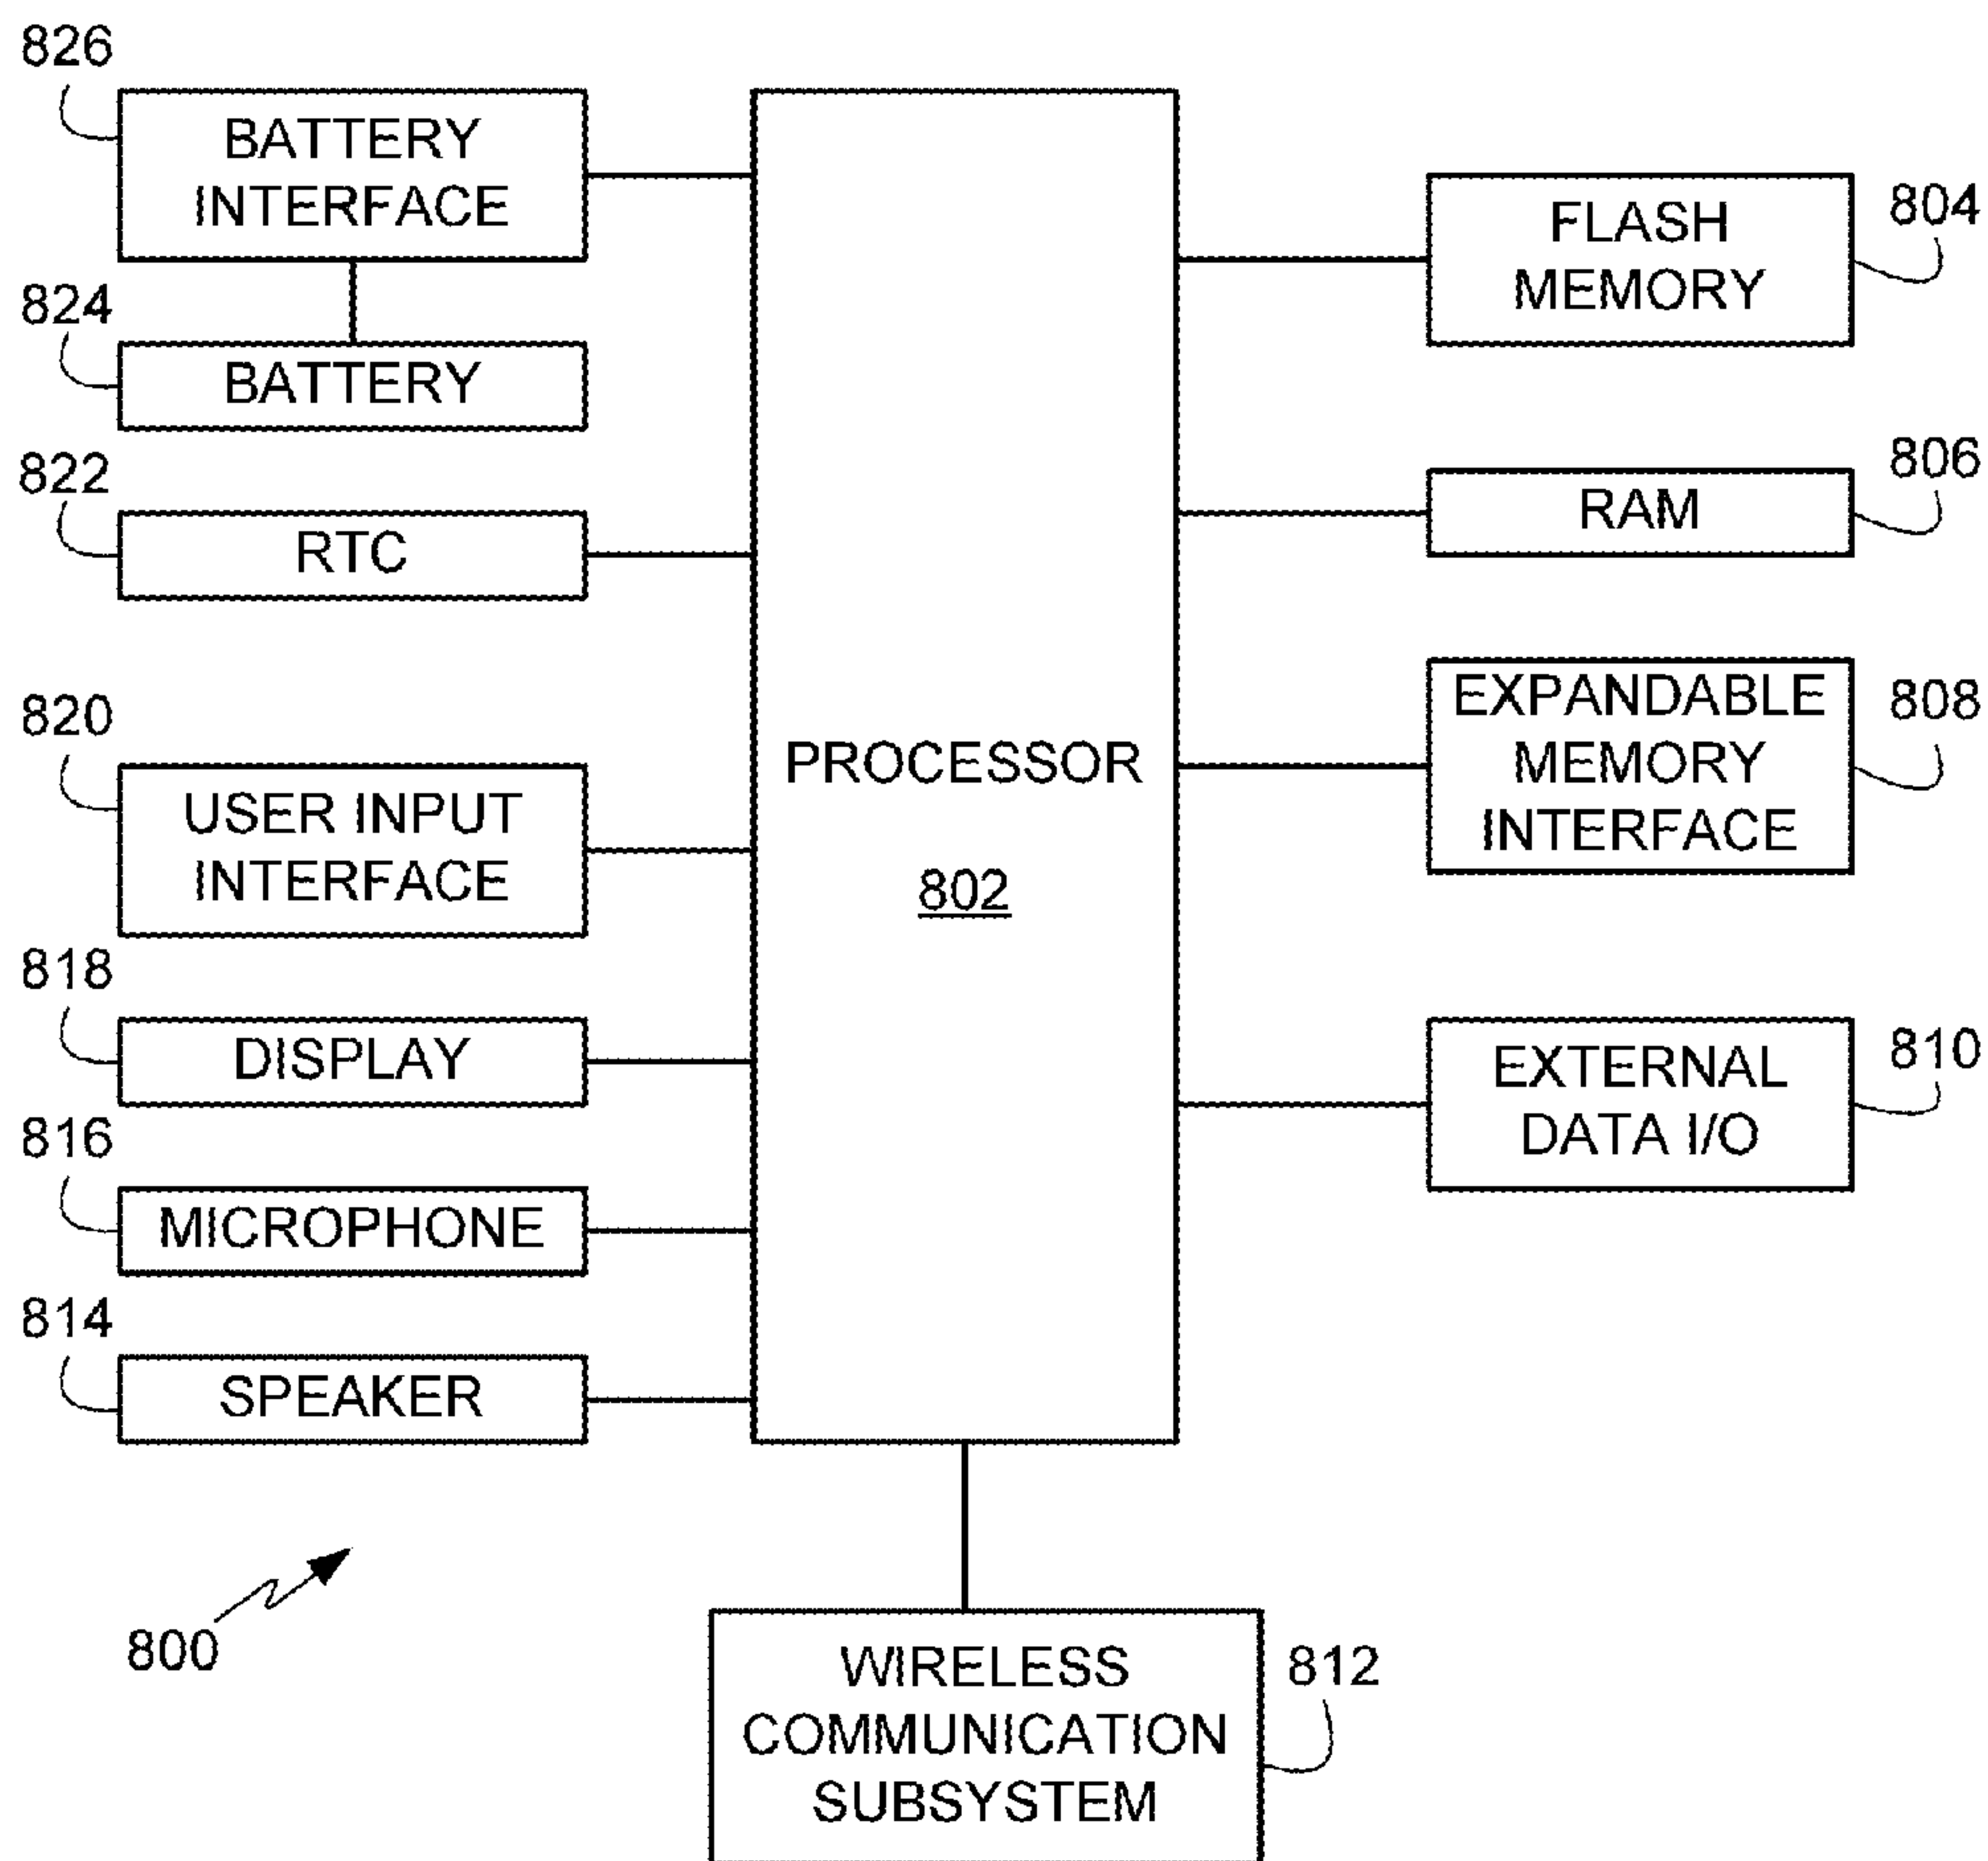 826
BATTERY
INTERFACE
824
BATTERY
822
RTC
820
USER INPUT
INTERFACE
818
DISPLAY
816
MICROPHONE
814
SPEAKER
PROCESSOR
802
FLASH
MEMORY
804
RAM
806
EXPANDABLE
MEMORY
INTERFACE
808
EXTERNAL
DATA I/O
810
800
WIRELESS
COMMUNICATION
SUBSYSTEM
812